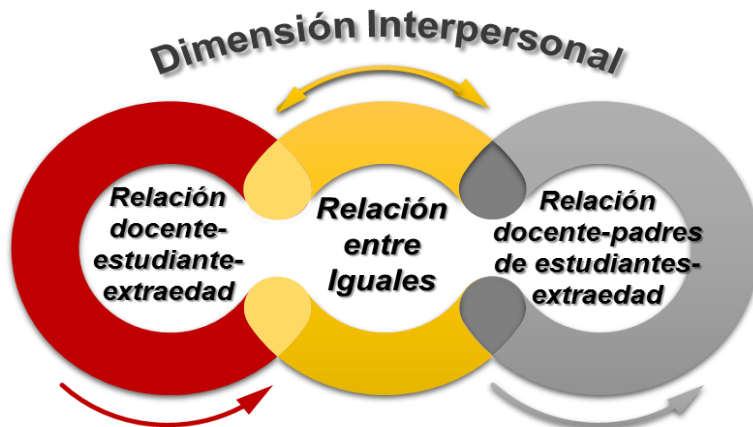 Dimensión Interpersonal
Relación
docente-
estudiante-
extraedad
Relación
entre
Iguales
Relación
docente-padres
de estudiantes-
extraedad